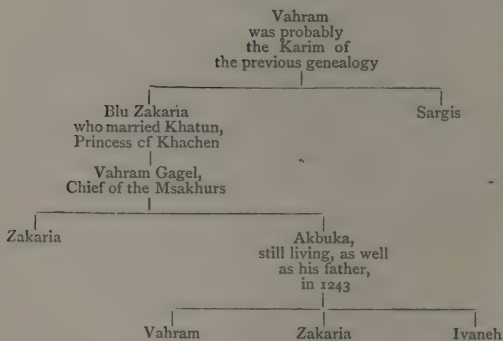 Vahram
was probably
the Karim of
the previous genealogy
Blu Zakaria
who married Khatun,
Princess cf Khachen
Sargis
Vahram Gagel,
Chief of the Msakhurs
Zakaria
Akbuka,
still living, as well
as his father,
in 1243
Vahram
Zakaria
Ivaneh